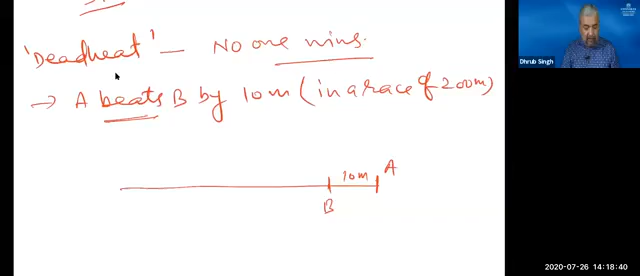 'Deadheat' — No one wins.
→ A beats B by 10m (in a race of 200m)
10m A
B
Dhrub Singh
2020-07-26 14:18:40